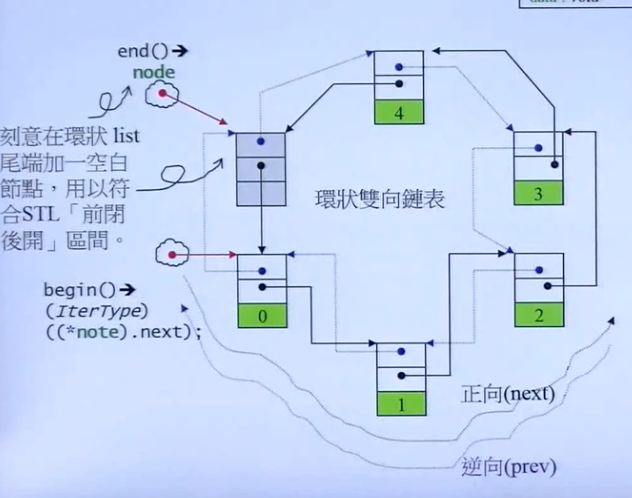 end()➔
node
刻意在環狀 list
尾端加一空白
節點，用以符
合STL「前閉
後開」區間。
4
3
環狀雙向鏈表
begin()➔
(IterType)
((*note).next);
0
2
1
正向(next)
逆向(prev)